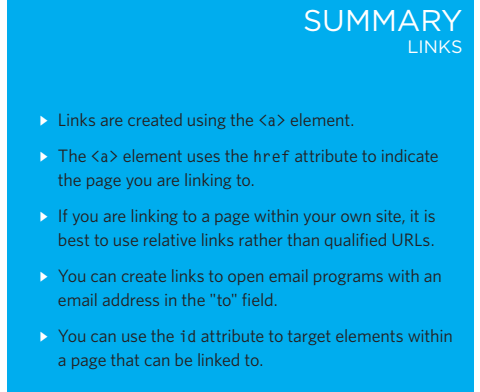 SUMMARY
LINKS
▸ Links are created using the <a> element.
▸ The <a> element uses the href attribute to indicate
the page you are linking to.
▸ If you are linking to a page within your own site, it is
best to use relative links rather than qualified URLs.
▸ You can create links to open email programs with an
email address in the "to" field.
▸ You can use the id attribute to target elements within
a page that can be linked to.